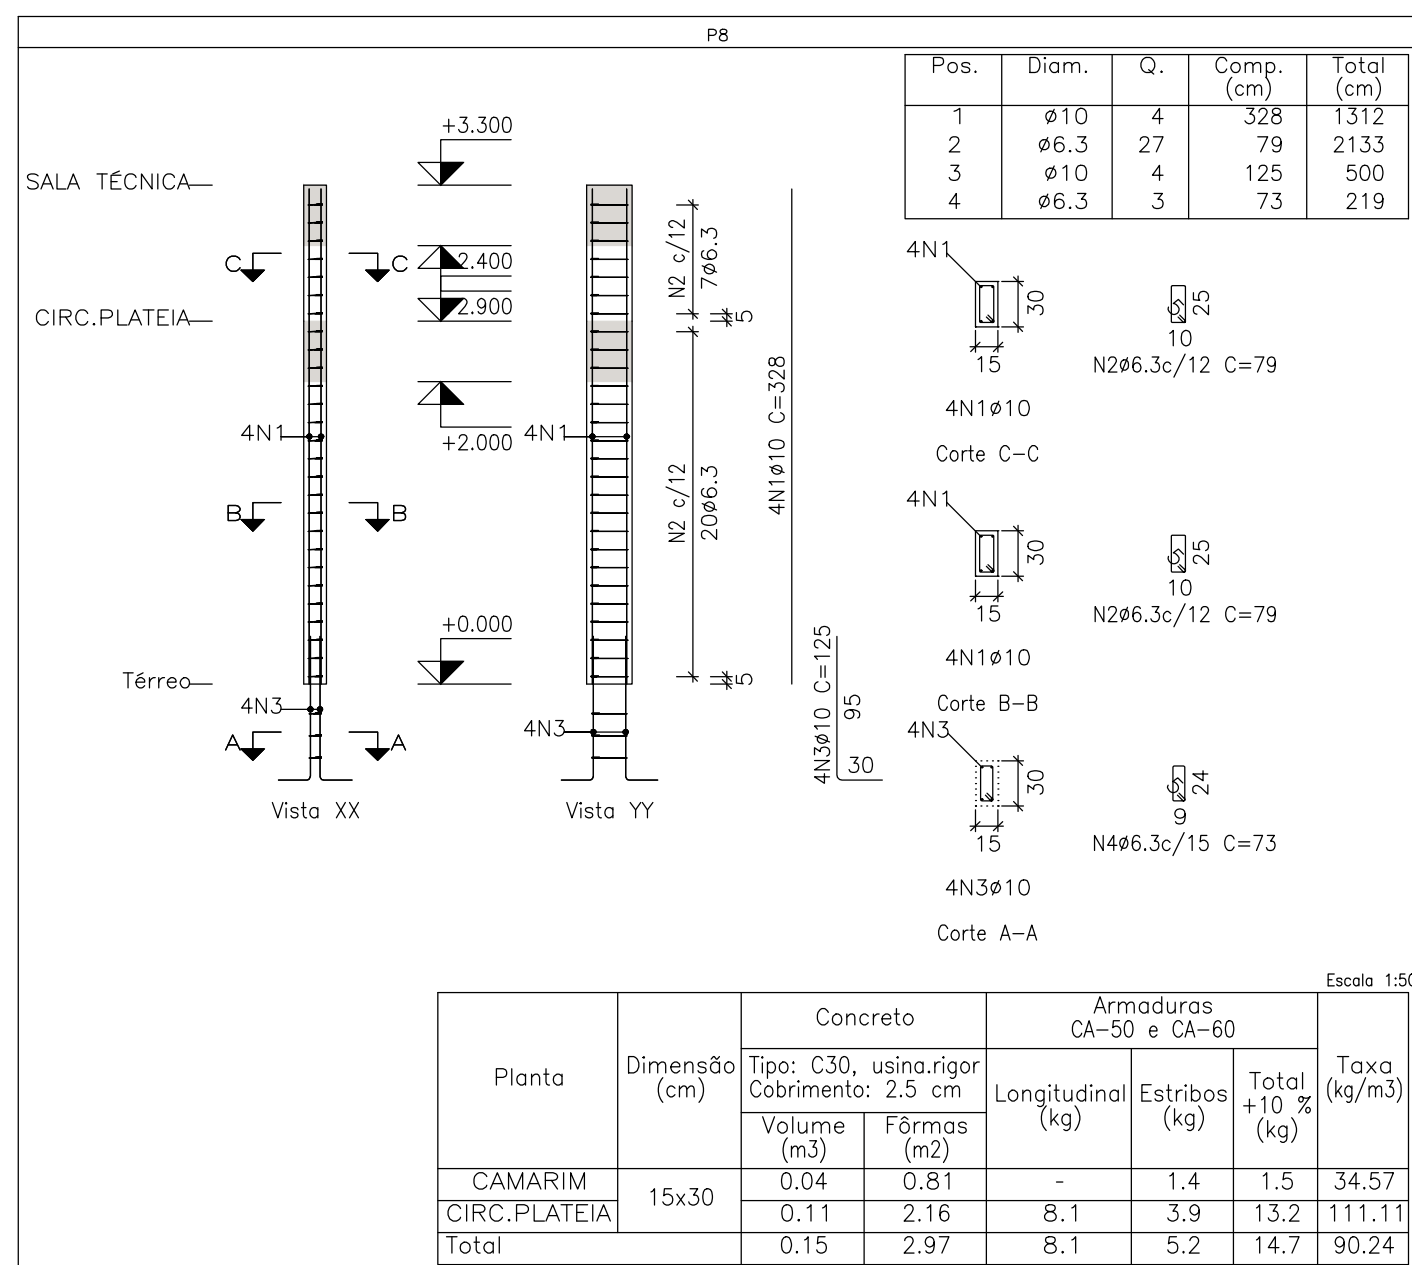 P8
Pos. Diam. Q. Comp. (cm) Total (cm)
1 ø10 4 328 1312
2 ø6.3 27 79 2133
3 ø10 4 125 500
4 ø6.3 3 73 219
SALA TÉCNICA
CIRC.PLATEIA
Térreo
+3.300
2.400
2.900
+2.000
+0.000
C C
B B
A A
4N1
4N3
Vista XX
4N1
4N3
Vista YY
N2 c/12
7ø6.3
5
N2 c/12
20ø6.3
5
4N1ø10 C=328
4N3ø10 C=125
95
30
4N1
30
15
4N1ø10
Corte C-C
5
25
10
N2ø6.3c/12 C=79
4N1
30
15
4N1ø10
Corte B-B
5
25
10
N2ø6.3c/12 C=79
4N3
30
15
4N3ø10
Corte A-A
5
24
9
N4ø6.3c/15 C=73
Escala 1:50
Planta
Dimensão
(cm)
Concreto
Tipo: C30, usina.rigor
Cobrimento: 2.5 cm
Volume
(m3)
Fôrmas
(m2)
Armaduras
CA-50 e CA-60
Longitudinal
(kg)
Estribos
(kg)
Total
+10 %
(kg)
Taxa
(kg/m3)
CAMARIM 15x30 0.04 0.81 - 1.4 1.5 34.57
CIRC.PLATEIA 0.11 2.16 8.1 3.9 13.2 111.11
Total 0.15 2.97 8.1 5.2 14.7 90.24